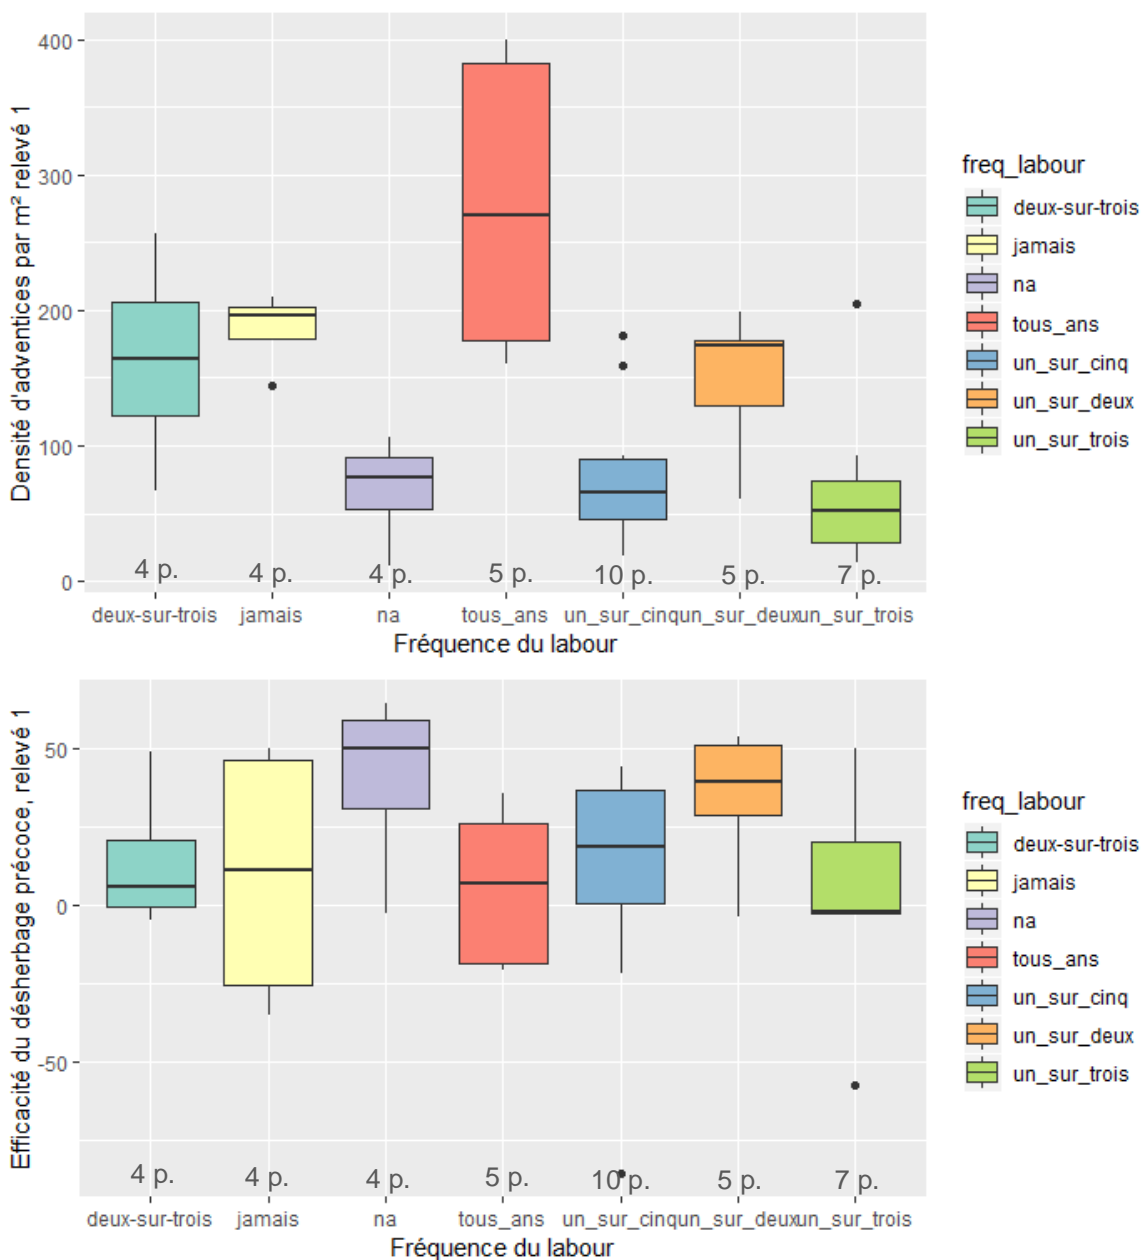 400
300
200
100
0
Densité d'adventices par m² relevé 1
4 p. 4 p. 4 p. 5 p. 10 p. 5 p. 7 p.
deux-sur-trois jamais na tous_ans un_sur_cinq un_sur_deux un_sur_trois
Fréquence du labour
freq_labour
deux-sur-trois
jamais
na
tous_ans
un_sur_cinq
un_sur_deux
un_sur_trois
50
0
-50
Efficacité du désherbage précoce, relevé 1
4 p. 4 p. 4 p. 5 p. 10 p. 5 p. 7 p.
deux-sur-trois jamais na tous_ans un_sur_cinq un_sur_deux un_sur_trois
Fréquence du labour
freq_labour
deux-sur-trois
jamais
na
tous_ans
un_sur_cinq
un_sur_deux
un_sur_trois